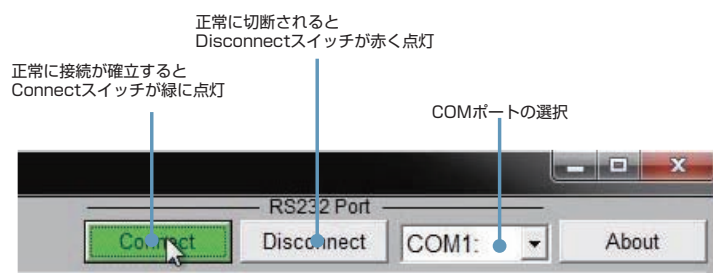 正常に切断されると
Disconnectスイッチが赤く点灯
正常に接続が確立すると
Connectスイッチが緑に点灯
COMポートの選択
RS232 Port
Connect
Disconnect
COM1:
About